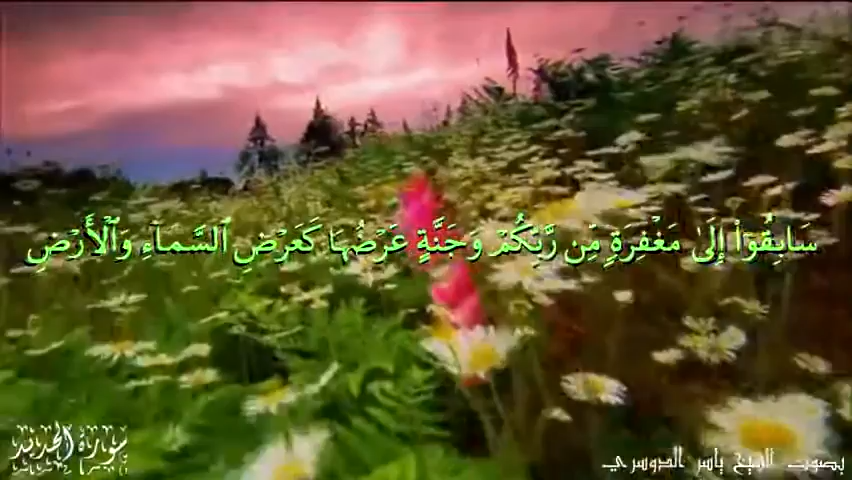 سَابِقُوٓا۟ إِلَىٰ مَغْفِرَةٍ مِّن رَّبِّكُمْ وَجَنَّةٍ عَرْضُهَا كَعَرْضِ ٱلسَّمَآءِ وَٱلْأَرْضِ
سورة الحديد
بصوت الشيخ ياسر الدوسري